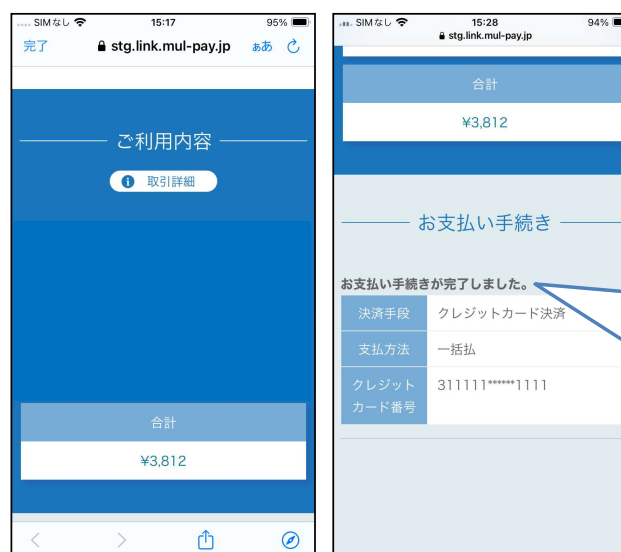 SIMなし 15:17 95%
完了 stg.link.mul-pay.jp ああ
ご利用内容
取引詳細
合計
¥3,812
SIMなし 15:28 94%
stg.link.mul-pay.jp
合計
¥3,812
お支払い手続き
お支払い手続きが完了しました。
決済手段 クレジットカード決済
支払方法 一括払
クレジット
カード番号 311111******1111